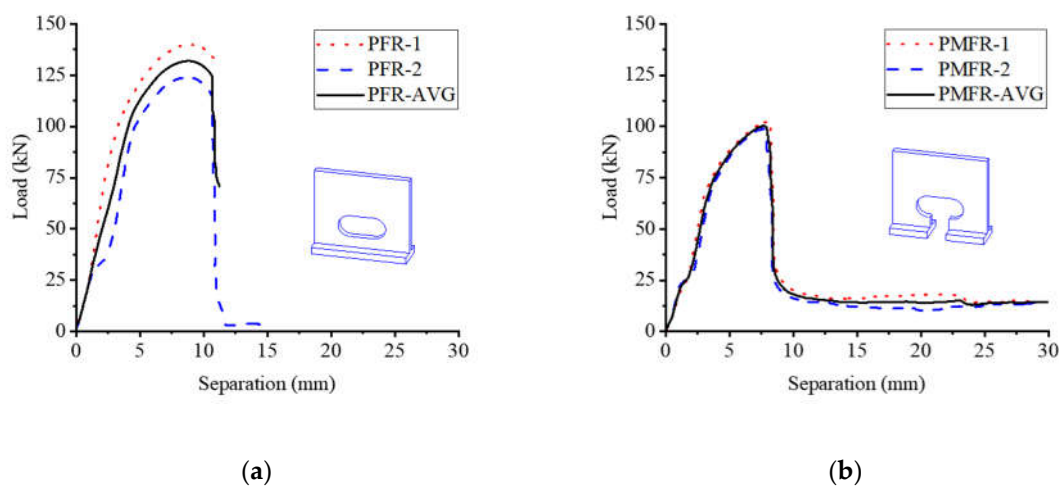 150
125
100
75
50
25
0
Load (kN)
0 5 10 15 20 25 30
Separation (mm)
PFR-1
PFR-2
PFR-AVG
(a)
150
125
100
75
50
25
0
Load (kN)
0 5 10 15 20 25 30
Separation (mm)
PMFR-1
PMFR-2
PMFR-AVG
(b)